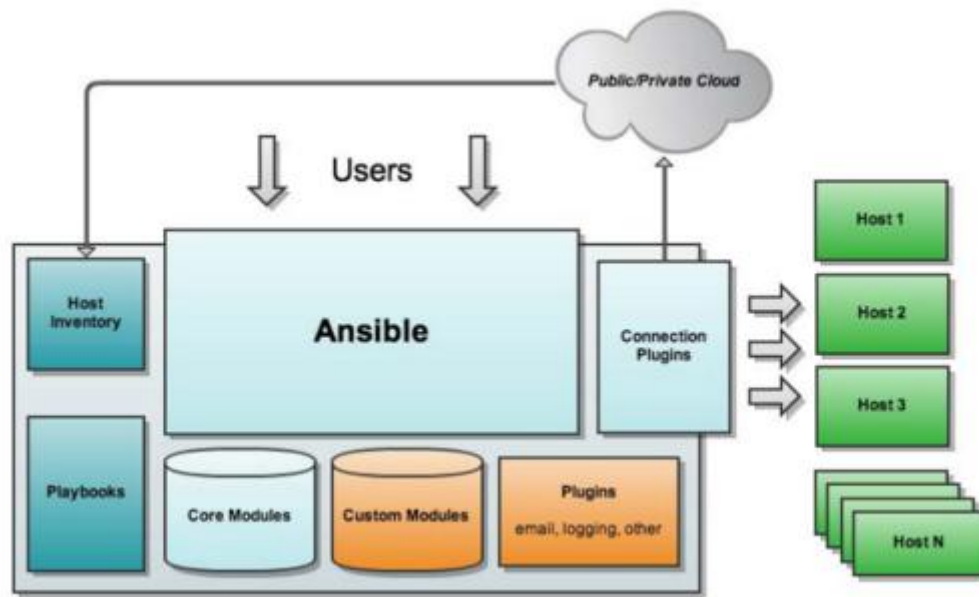 Public/Private Cloud
Users
Host
Inventory
Ansible
Connection
Plugins
Host 1
Host 2
Host 3
Host N
Playbooks
Core Modules
Custom Modules
Plugins
email, logging, other